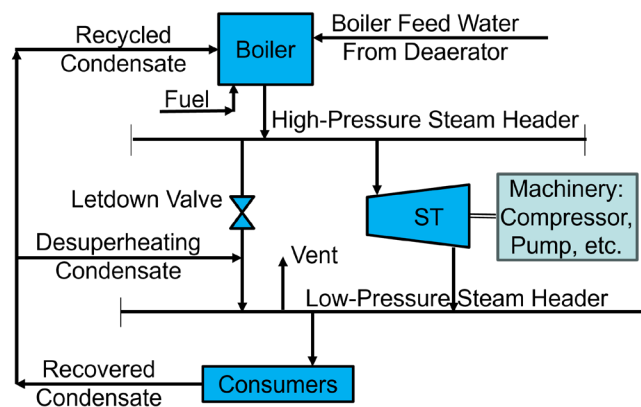 Recycled
Condensate
Boiler
Boiler Feed Water
From Deaerator
Fuel
High-Pressure Steam Header
Letdown Valve
ST
Machinery:
Compressor,
Pump, etc.
Desuperheating
Condensate
Vent
Low-Pressure Steam Header
Recovered
Condensate
Consumers